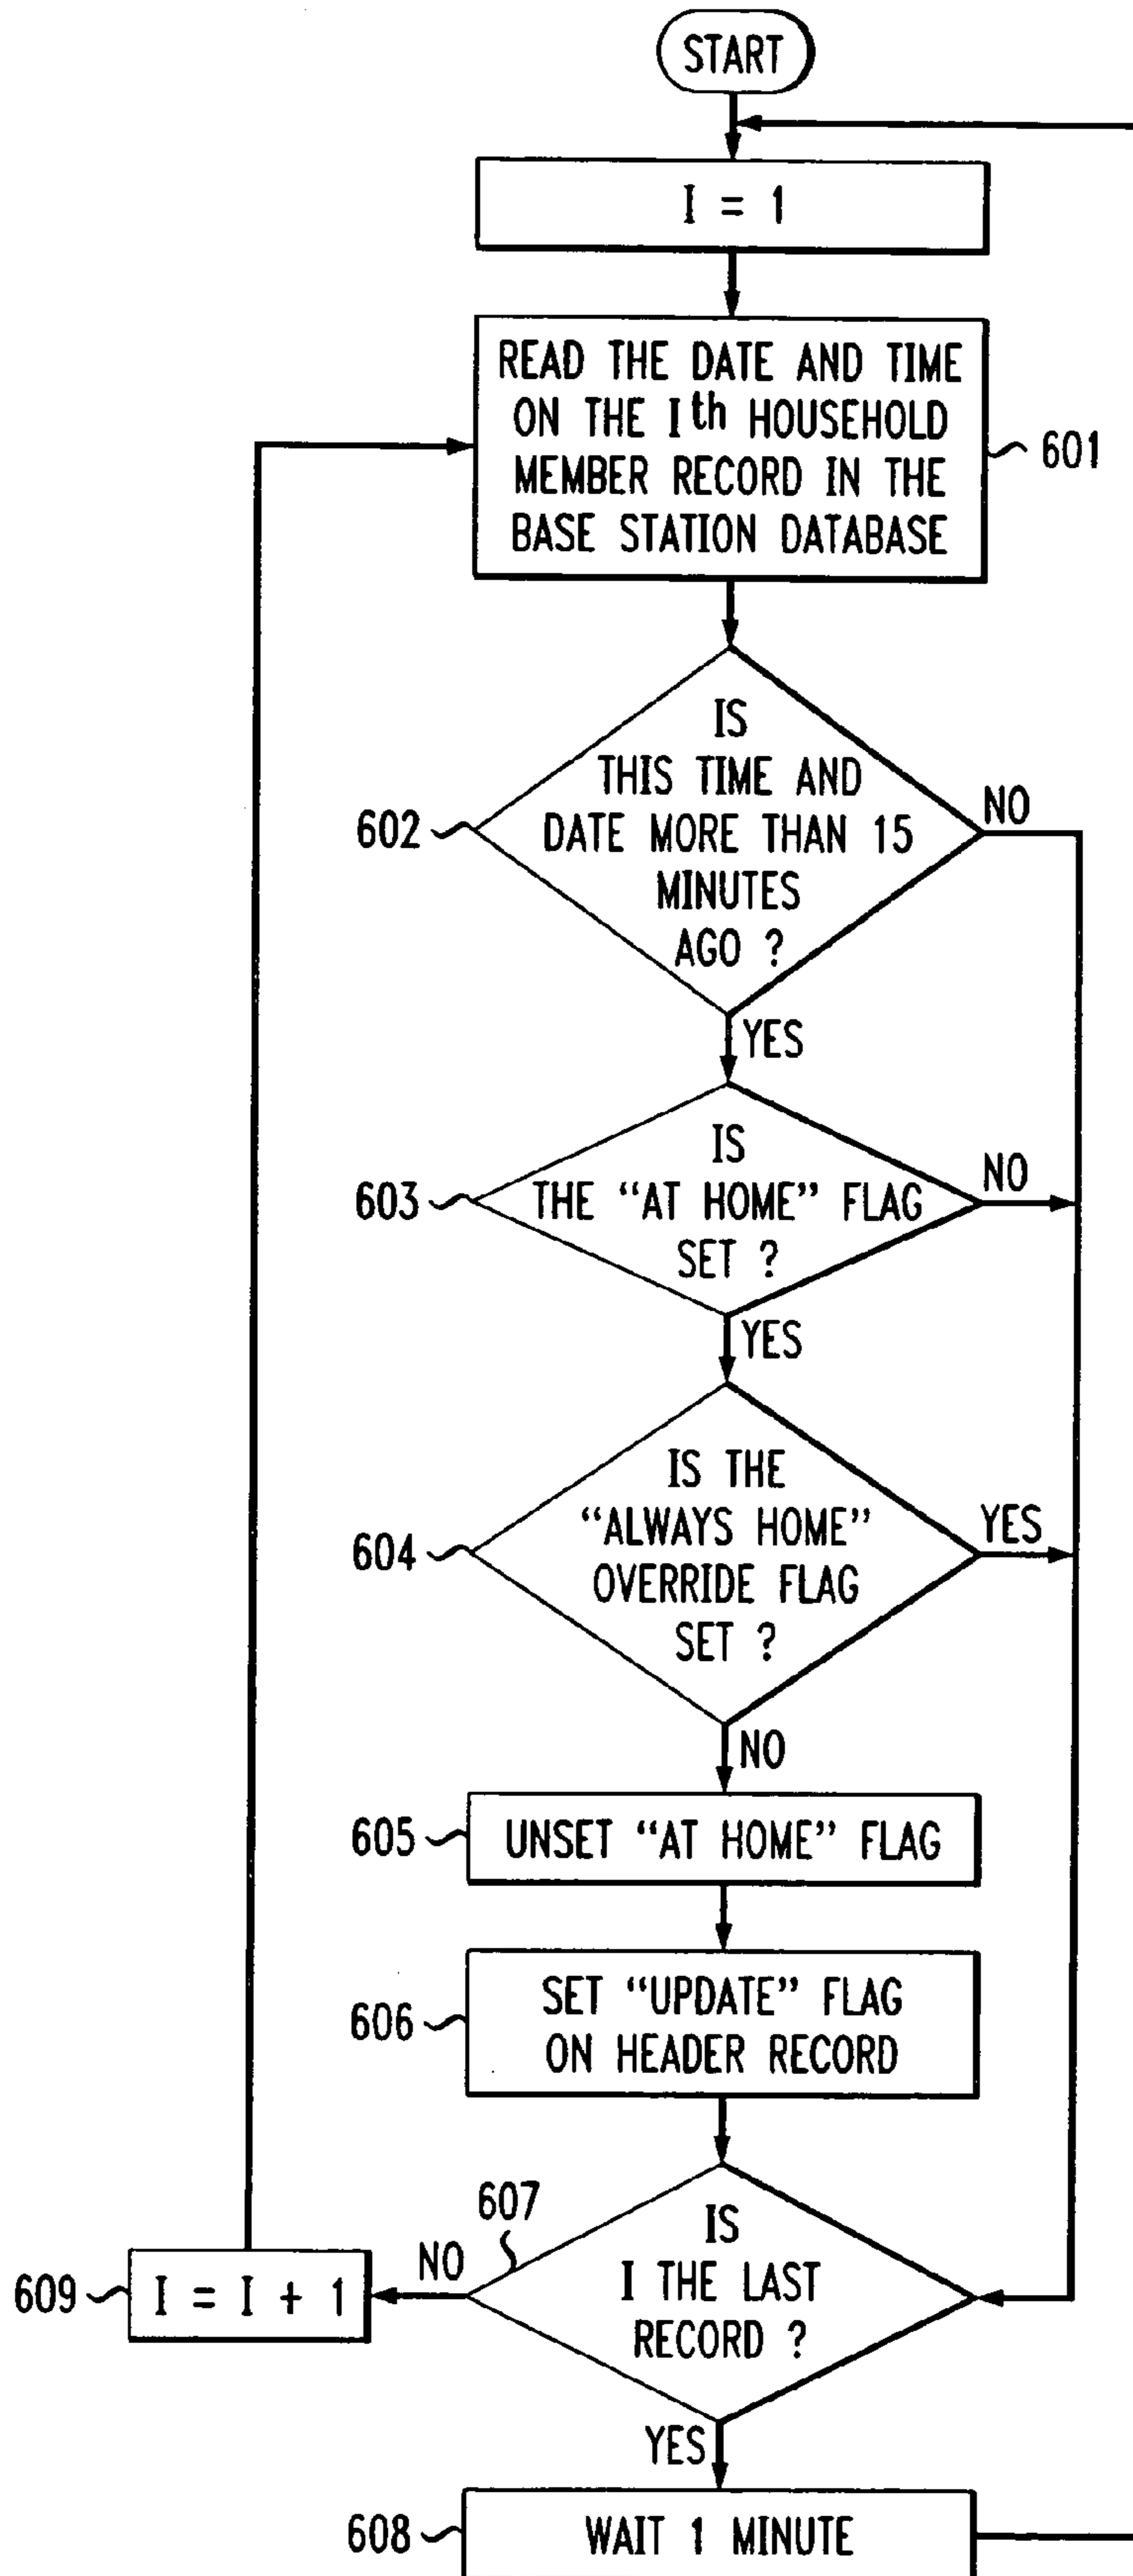 START
I = 1
READ THE DATE AND TIME
ON THE Ith HOUSEHOLD
MEMBER RECORD IN THE
BASE STATION DATABASE
601
IS
THIS TIME AND
DATE MORE THAN 15
MINUTES
AGO ?
602
NO
YES
IS
THE “AT HOME” FLAG
SET ?
603
NO
YES
IS THE
“ALWAYS HOME”
OVERRIDE FLAG
SET ?
604
YES
NO
605
UNSET “AT HOME” FLAG
606
SET “UPDATE” FLAG
ON HEADER RECORD
607
IS
I THE LAST
RECORD ?
NO
609
I = I + 1
YES
608
WAIT 1 MINUTE